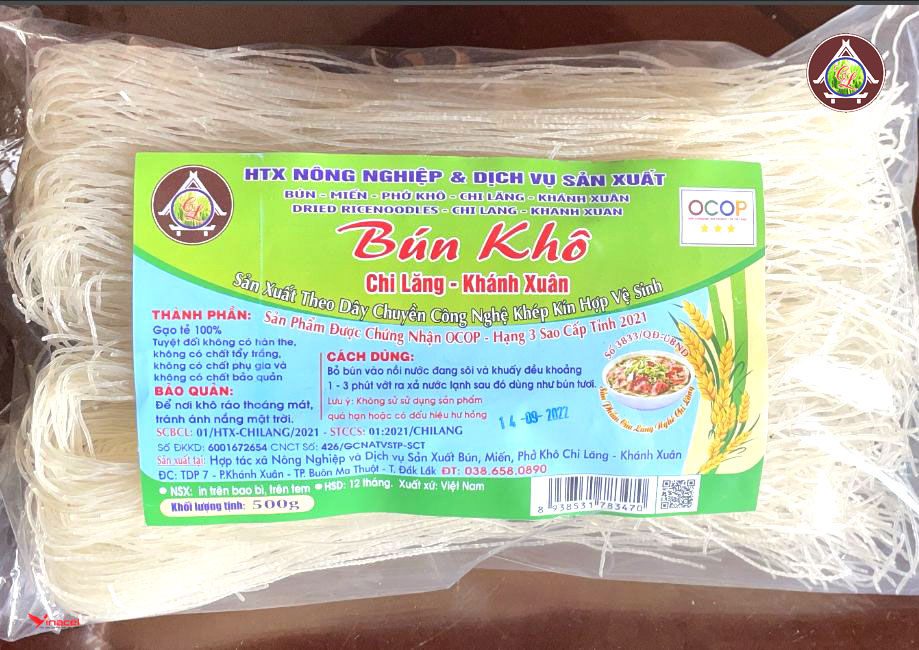 HTX NÔNG NGHIỆP & DỊCH VỤ SẢN XUẤT
BÚN - MIẾN - PHỞ KHÔ - CHI LĂNG - KHÁNH XUÂN
DRIED RICENOODLES - CHI LANG - KHANH XUAN
OCOP
Bún Khô
Chi Lăng - Khánh Xuân
Sản Xuất Theo Dây Chuyền Công Nghệ Khép Kín Hợp Vệ Sinh
Sản Phẩm Được Chứng Nhận OCOP - Hạng 3 Sao Cấp Tỉnh 2021
Số 3833/QĐ-UBND
THÀNH PHẦN:
Gạo tẻ 100%
Tuyệt đối không có hàn the,
không có chất tẩy trắng,
không có chất phụ gia và
không có chất bảo quản
BẢO QUẢN:
Để nơi khô ráo thoáng mát,
tránh ánh nắng mặt trời.
CÁCH DÙNG:
Bỏ bún vào nồi nước đang sôi và khuấy đều khoảng
1 - 3 phút vớt ra xả nước lạnh sau đó dùng như bún tươi.
Lưu ý: Không sử sử dụng sản phẩm
quá hạn hoặc có dấu hiệu hư hỏng
14-09-2022
SCBCL: 01/HTX-CHILANG/2021 - STCCS: 01:2021/CHILANG
Số ĐKKD: 6001672654 CNCT Số: 426/GCNATVSTP-SCT
Sản xuất tại: Hợp tác xã Nông Nghiệp và Dịch vụ Sản Xuất Bún, Miến, Phở Khô Chi Lăng - Khánh Xuân
ĐC: TDP 7 - P.Khánh Xuân - TP. Buôn Ma Thuột - T. Đắk Lắk ĐT: 038.658.0890
NSX: in trên bao bì, trên tem HSD: 12 tháng. Xuất xứ: Việt Nam
Khối lượng tịnh: 500g
8 938531 783470
Vinacel